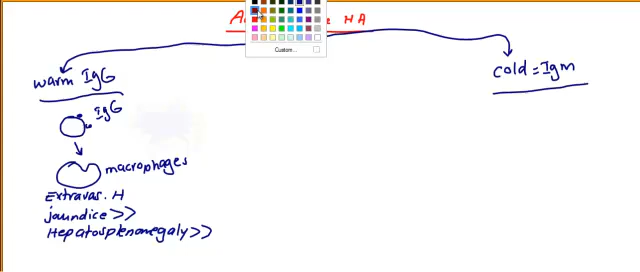 HA
warm IgG
cold = Igm
IgG
macrophages
Extravas. H
jaundice >>
Hepatosplenomegaly >>
Custom...